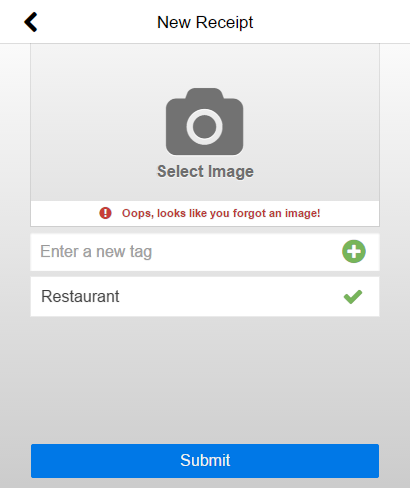 New Receipt
Select Image
Oops, looks like you forgot an image!
Enter a new tag
Restaurant
Submit